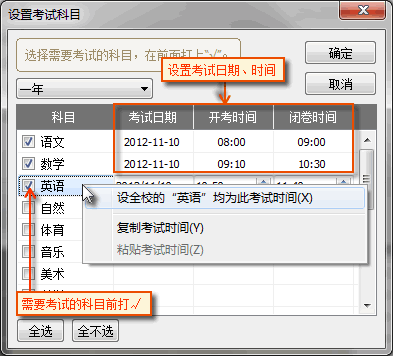 设置考试科目
选择需要考试的科目，在前面打上“√”。
确定
设置考试日期、时间
一年
取消
科目 考试日期 开考时间 闭卷时间
语文 2012-11-10 08:00 09:00
数学 2012-11-10 09:10 10:30
英语
设全校的“英语”均为此考试时间(X)
自然
体育
复制考试时间(Y)
音乐
粘贴考试时间(Z)
美术
需要考试的科目前打√
全选 全不选